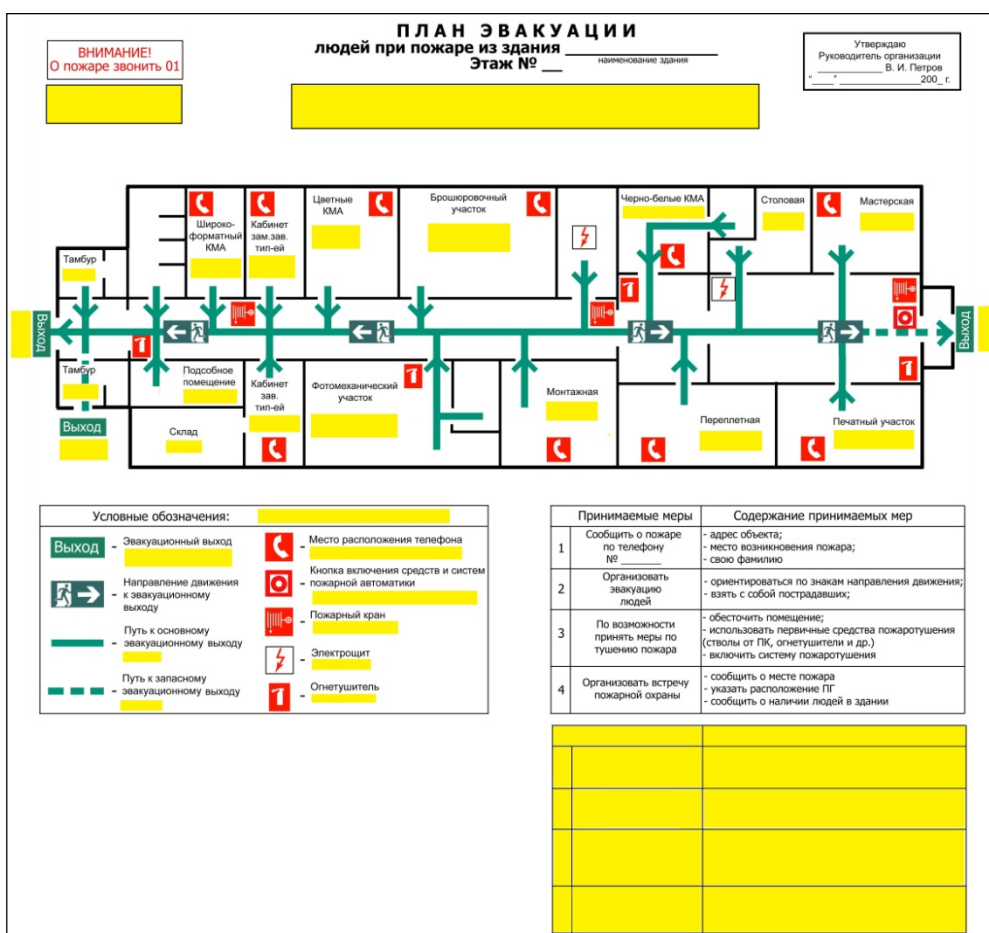 ПЛАН ЭВАКУАЦИИ
людей при пожаре из здания ____________
наименование здания
Этаж № __
ВНИМАНИЕ!
О пожаре звонить 01
Утверждаю
Руководитель организации
____________ В. И. Петров
"____" ________________200_ г.
Тамбур
Широко-
форматный
КМА
Кабинет
зам.зав.
тип-ей
Цветные
КМА
Брошюровочный
участок
Черно-белые КМА
Столовая
Мастерская
Выход
Выход
Тамбур
Выход
Подсобное
помещение
Склад
Кабинет
зав.
тип-ей
Фотомеханический
участок
Монтажная
Переплетная
Печатный участок
Условные обозначения:
Выход - Эвакуационный выход
- Направление движения
к эвакуационному
выходу
Путь к основному
- эвакуационному выходу
Путь к запасному
- эвакуационному выходу
- Место расположения телефона
Кнопка включения средств и систем
- пожарной автоматики
- Пожарный кран
- Электрощит
- Огнетушитель
Принимаемые меры
Содержание принимаемых мер
1
Сообщить о пожаре
по телефону
№ _______
- адрес объекта;
- место возникновения пожара;
- свою фамилию
2
Организовать
эвакуацию
людей
- ориентироваться по знакам направления движения;
- взять с собой пострадавших;
3
По возможности
принять меры по
тушению пожара
- обесточить помещение;
- использовать первичные средства пожаротушения
(стволы от ПК, огнетушители и др.)
- включить систему пожаротушения
4
Организовать встречу
пожарной охраны
- сообщить о месте пожара
- указать расположение ПГ
- сообщить о наличии людей в здании